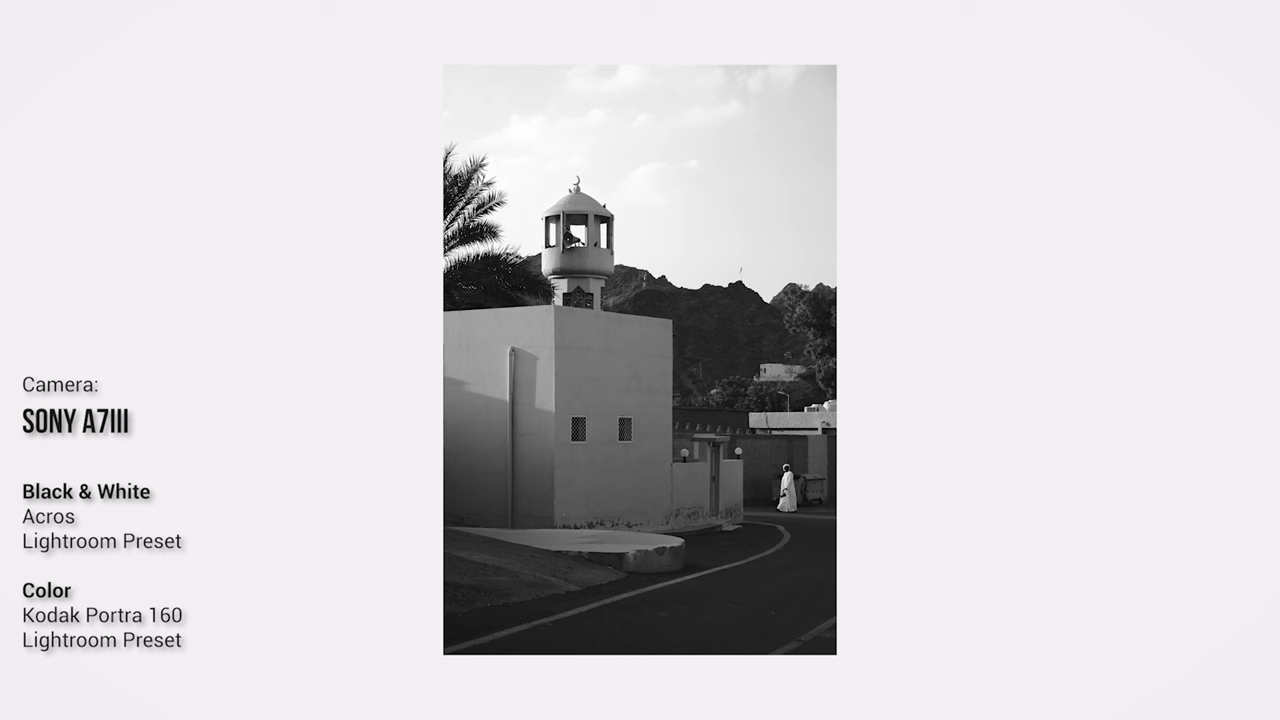 Camera:
SONY A7III
Black & White
Acros
Lightroom Preset
Color
Kodak Portra 160
Lightroom Preset